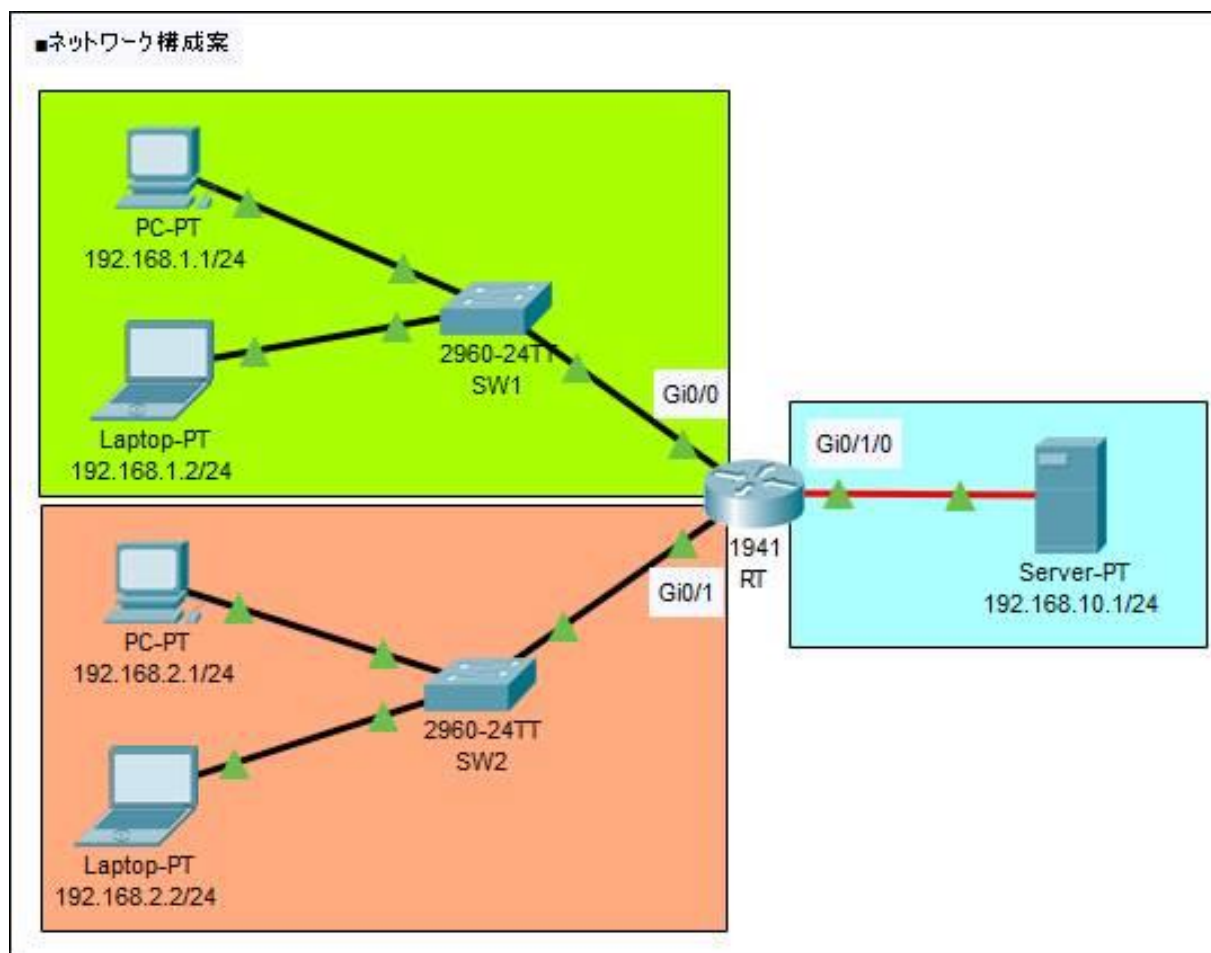 ■ネットワーク構成案
PC-PT
192.168.1.1/24
Laptop-PT
192.168.1.2/24
2960-24TT
SW1
Gi0/0
Gi0/1/0
1941
RT
Server-PT
192.168.10.1/24
Gi0/1
PC-PT
192.168.2.1/24
2960-24TT
SW2
Laptop-PT
192.168.2.2/24